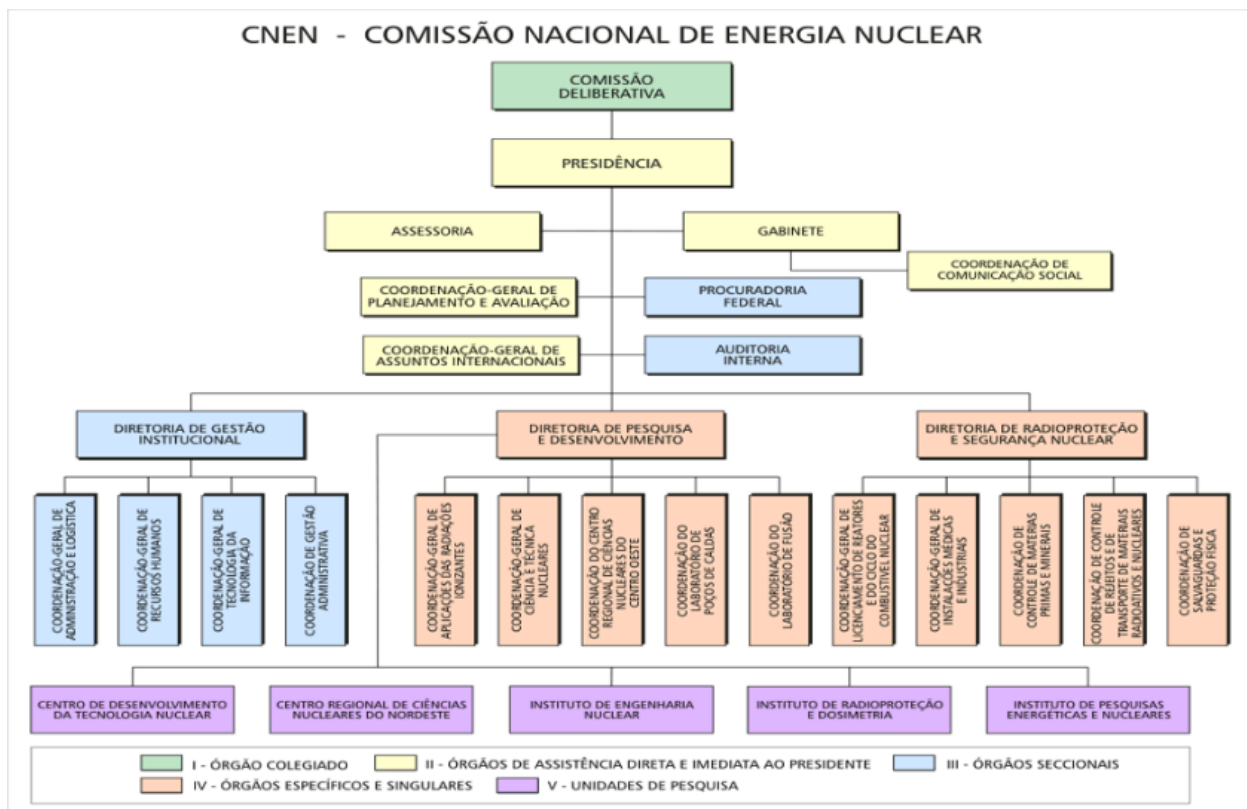 CNEN - COMISSÃO NACIONAL DE ENERGIA NUCLEAR
COMISSÃO
DELIBERATIVA
PRESIDÊNCIA
ASSESSORIA
GABINETE
COORDENAÇÃO DE
COMUNICAÇÃO SOCIAL
COORDENAÇÃO-GERAL DE
PLANEJAMENTO E AVALIAÇÃO
PROCURADORIA
FEDERAL
COORDENAÇÃO-GERAL DE
ASSUNTOS INTERNACIONAIS
AUDITORIA
INTERNA
DIRETORIA DE GESTÃO
INSTITUCIONAL
DIRETORIA DE PESQUISA
E DESENVOLVIMENTO
DIRETORIA DE RADIOPROTEÇÃO
E SEGURANÇA NUCLEAR
COORDENAÇÃO-GERAL DE
ADMINISTRAÇÃO E LOGÍSTICA
COORDENAÇÃO-GERAL DE
RECURSOS HUMANOS
COORDENAÇÃO-GERAL DE
TECNOLOGIA DA
INFORMAÇÃO
COORDENAÇÃO DE GESTÃO
ADMINISTRATIVA
COORDENAÇÃO-GERAL DE
APLICAÇÕES DAS RADIAÇÕES
IONIZANTES
COORDENAÇÃO-GERAL DE
CIÊNCIA E TÉCNICA
NUCLEARES
COORDENAÇÃO DO CENTRO
REGIONAL DE CIÊNCIAS
NUCLEARES DO
CENTRO OESTE
COORDENAÇÃO DO
LABORATÓRIO DE
POÇOS DE CALDAS
COORDENAÇÃO DO
LABORATÓRIO DE FUSÃO
COORDENAÇÃO-GERAL DE
LICENCIAMENTO DE REATORES
E DO CICLO DO
COMBUSTÍVEL NUCLEAR
COORDENAÇÃO-GERAL DE
INSTALAÇÕES MÉDICAS
E INDUSTRIAIS
COORDENAÇÃO DE
CONTROLE DE MATERIAS
PRIMAS E MINERAIS
COORDENAÇÃO DE CONTROLE
DE REJEITOS E DE
TRANSPORTE DE MATERIAIS
RADIOATIVOS E NUCLEARES
COORDENAÇÃO DE
SALVAGUARDAS E
PROTEÇÃO FÍSICA
CENTRO DE DESENVOLVIMENTO
DA TECNOLOGIA NUCLEAR
CENTRO REGIONAL DE CIÊNCIAS
NUCLEARES DO NORDESTE
INSTITUTO DE ENGENHARIA
NUCLEAR
INSTITUTO DE RADIOPROTEÇÃO
E DOSIMETRIA
INSTITUTO DE PESQUISAS
ENERGÉTICAS E NUCLEARES
I - ÓRGÃO COLEGIADO
II - ÓRGÃOS DE ASSISTÊNCIA DIRETA E IMEDIATA AO PRESIDENTE
III - ÓRGÃOS SECCIONAIS
IV - ÓRGÃOS ESPECÍFICOS E SINGULARES
V - UNIDADES DE PESQUISA